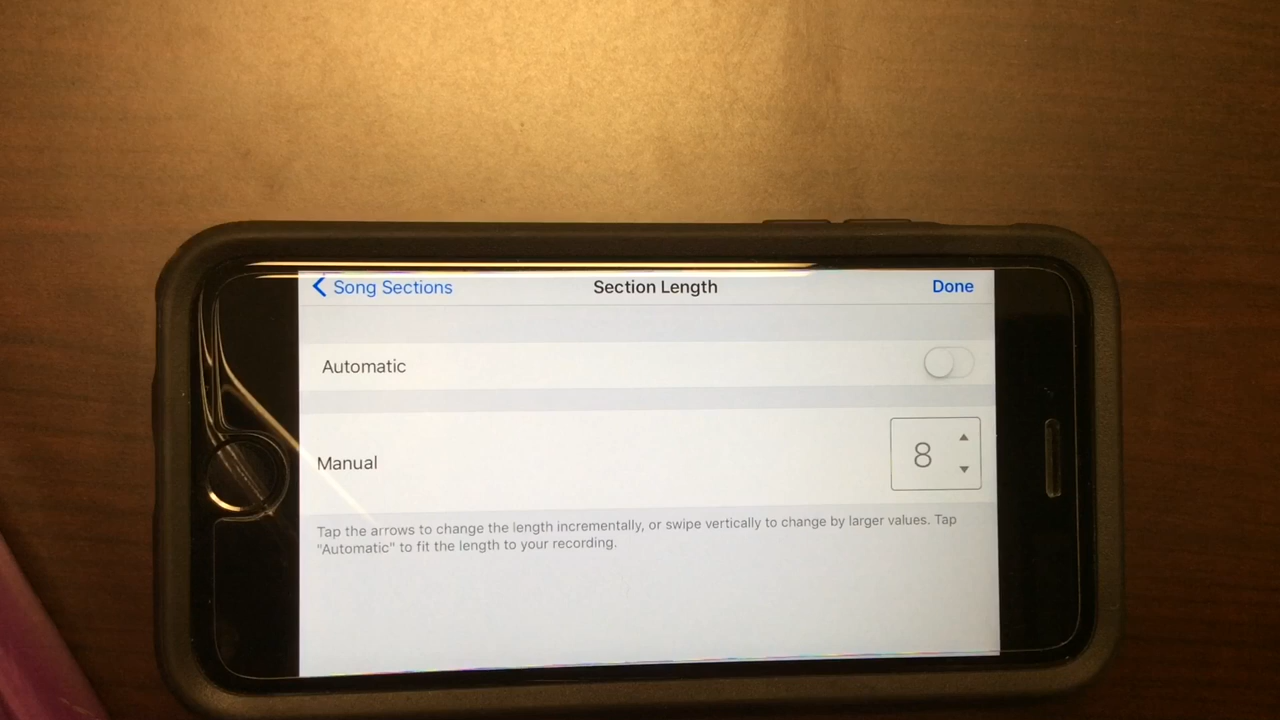 Song Sections
Section Length
Done
Automatic
Manual
8
Tap the arrows to change the length incrementally, or swipe vertically to change by larger values. Tap
"Automatic" to fit the length to your recording.